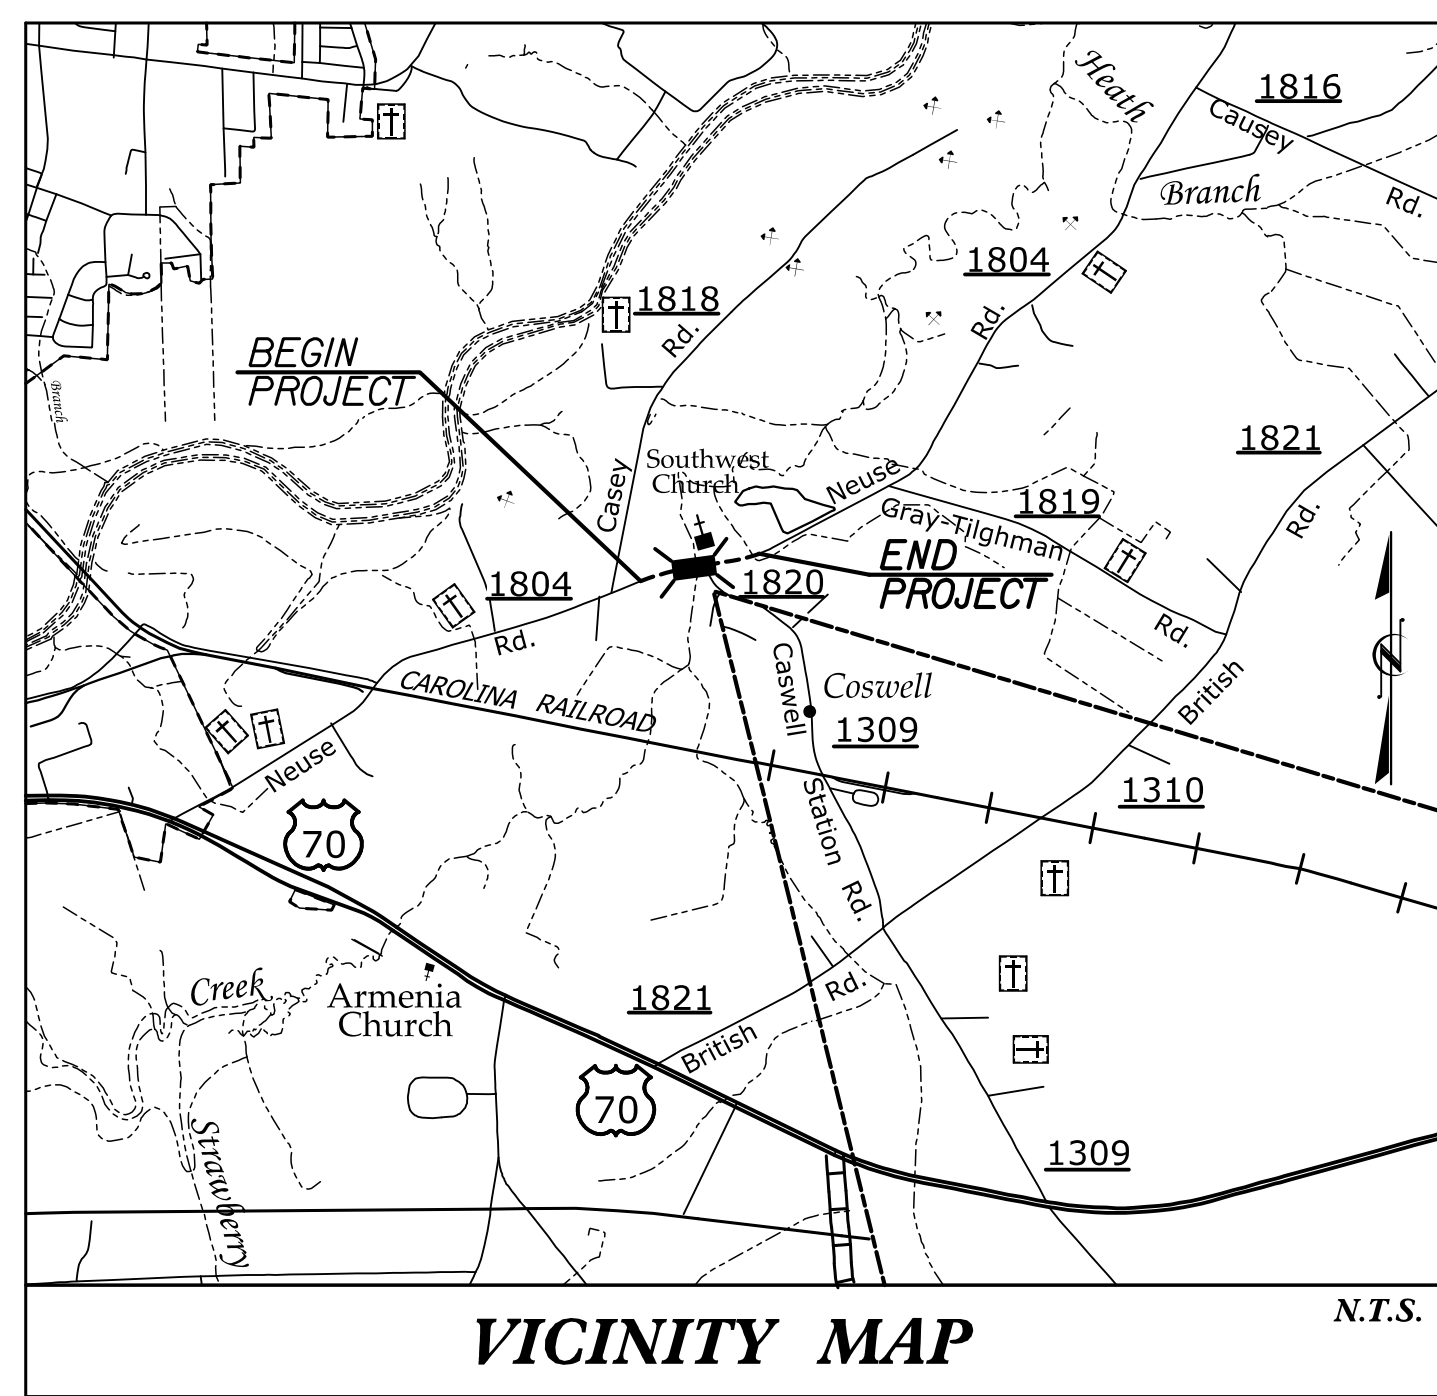 Heath
1816
Causey
Branch
Rd.
1804
1818
Rd.
Rd.
BEGIN
PROJECT
Branch
1821
Southwest
Church
Casey
Neuse
1819
Gray-Tilghman
Rd.
END
PROJECT
1804
1820
Rd.
Rd.
N
CAROLINA RAILROAD
Caswell
Coswell
1309
British
Neuse
70
Station
1310
Rd.
Creek
Armenia
Church
1821
Rd.
British
70
Strawberry
1309
N.T.S.
VICINITY MAP